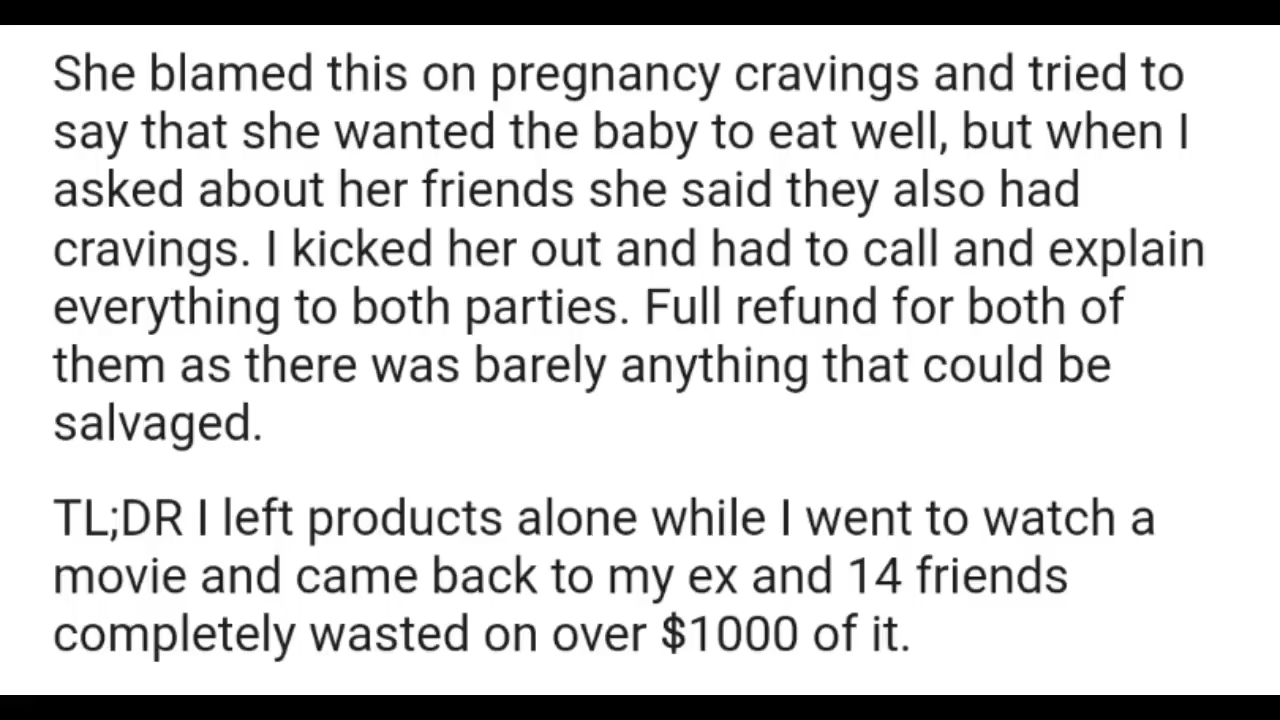 She blamed this on pregnancy cravings and tried to
say that she wanted the baby to eat well, but when I
asked about her friends she said they also had
cravings. I kicked her out and had to call and explain
everything to both parties. Full refund for both of
them as there was barely anything that could be
salvaged.
TL;DR I left products alone while I went to watch a
movie and came back to my ex and 14 friends
completely wasted on over $1000 of it.